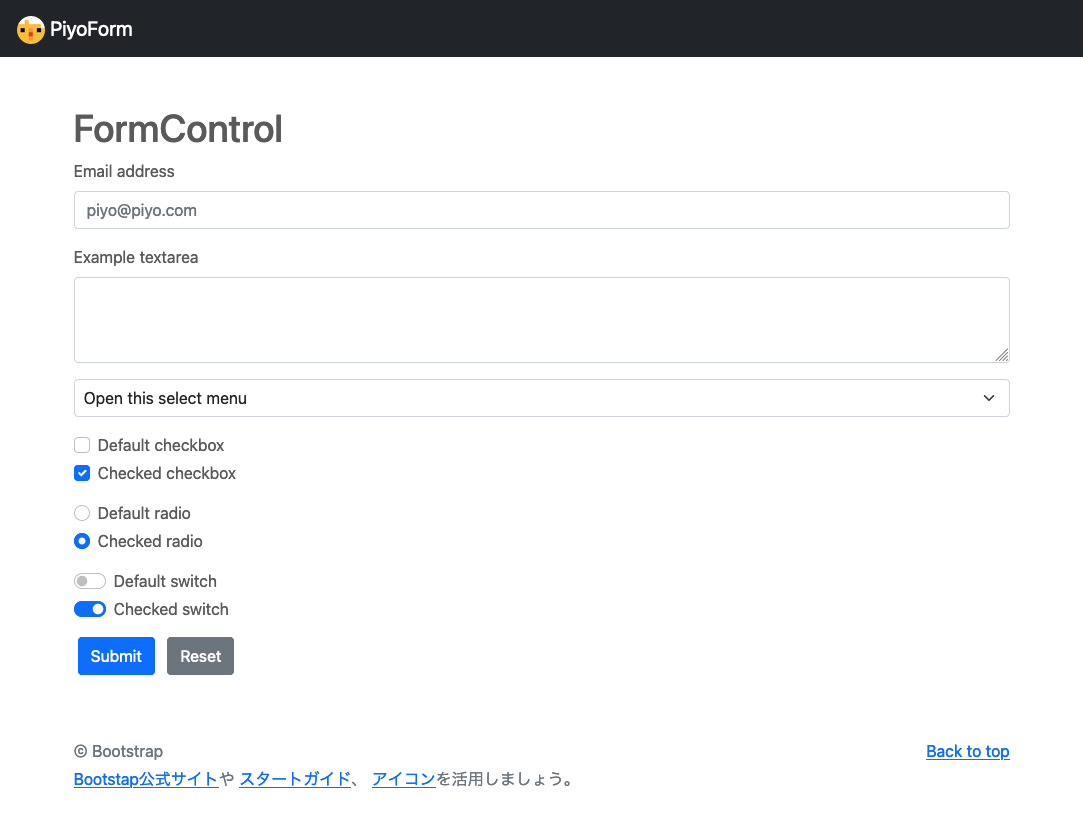 PiyoForm
FormControl
Email address
piyo@piyo.com
Example textarea
Open this select menu
Default checkbox
Checked checkbox
Default radio
Checked radio
Default switch
Checked switch
Submit Reset
© Bootstrap Back to top
Bootstap公式サイトや スタートガイド、 アイコンを活用しましょう。